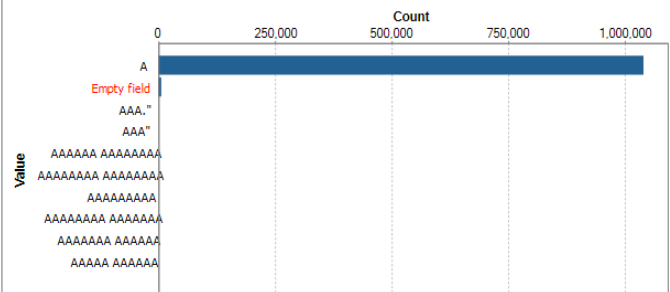 Count
0 250,000 500,000 750,000 1,000,000
A
Empty field
AAA."
AAA"
AAAAAA AAAAAAAA
AAAAAAAA AAAAAAAA
AAAAAAAAA
AAAAAAAA AAAAAAA
AAAAAAA AAAAAA
AAAAA AAAAAA
Value